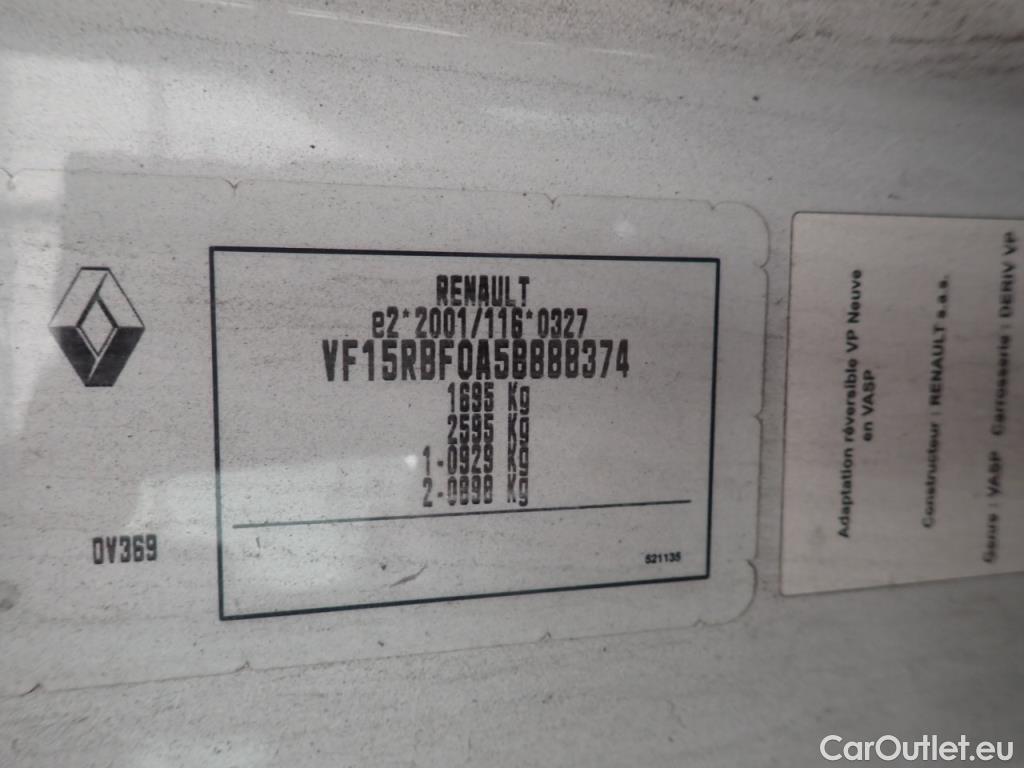 RENAULT
e2*2001/116*0327
VF15RBF0A58888374
1695 Kg
2595 Kg
1-0929 Kg
2-0898 Kg
0V369
521135
Adaptation réversible VP Neuve
en VASP
Constructeur : RENAULT s.a.s.
Genre : VASP Carrosserie : DERIV VP
CarOutlet.eu